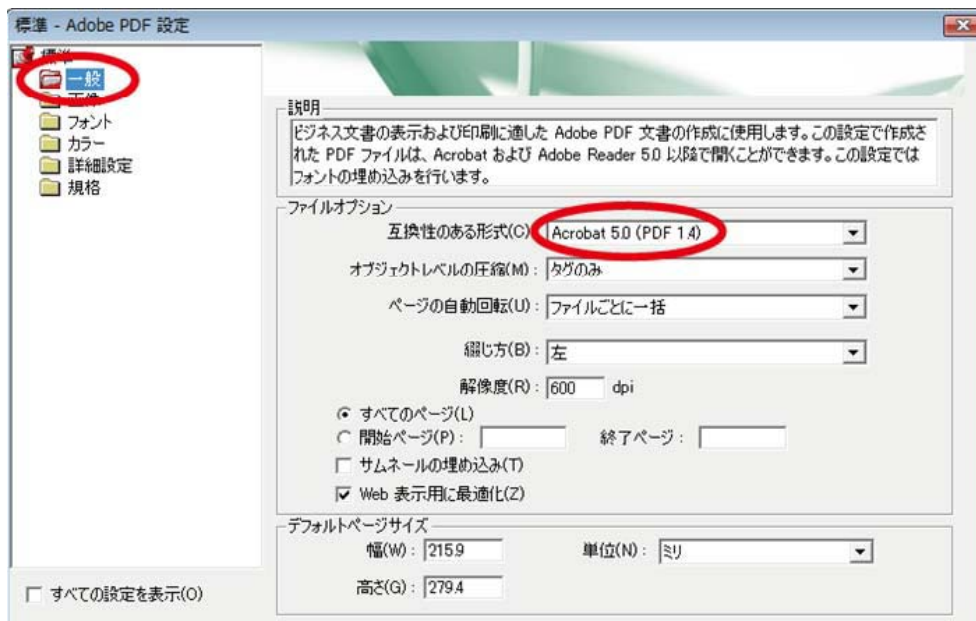 標準 - Adobe PDF 設定
標準
一般
画像
フォント
カラー
詳細設定
規格
すべての設定を表示(O)
説明
ビジネス文書の表示および印刷に適した Adobe PDF 文書の作成に使用します。この設定で作成さ
れた PDF ファイルは、Acrobat および Adobe Reader 5.0 以降で開くことができます。この設定では
フォントの埋め込みを行います。
ファイルオプション
互換性のある形式(C) Acrobat 5.0 (PDF 1.4)
オブジェクトレベルの圧縮(M): タグのみ
ページの自動回転(U): ファイルごとに一括
綴じ方(B): 左
解像度(R): 600 dpi
すべてのページ(L)
開始ページ(P): 終了ページ:
サムネールの埋め込み(T)
Web 表示用に最適化(Z)
デフォルトページサイズ
幅(W): 215.9 単位(N): ミリ
高さ(G): 279.4